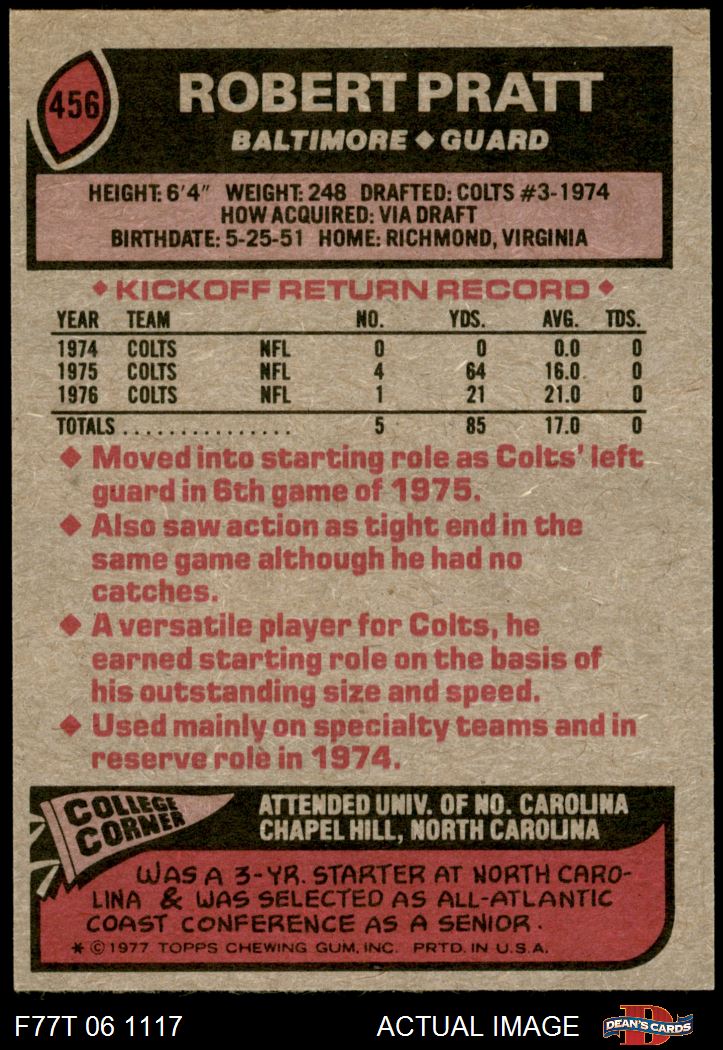 456
ROBERT PRATT
BALTIMORE ◆ GUARD
HEIGHT: 6'4" WEIGHT: 248 DRAFTED: COLTS #3-1974
HOW ACQUIRED: VIA DRAFT
BIRTHDATE: 5-25-51 HOME: RICHMOND, VIRGINIA
◆ KICKOFF RETURN RECORD ◆
YEAR TEAM NO. YDS. AVG. TDS.
1974 COLTS NFL 0 0 0.0 0
1975 COLTS NFL 4 64 16.0 0
1976 COLTS NFL 1 21 21.0 0
TOTALS ............... 5 85 17.0 0
◆ Moved into starting role as Colts' left
guard in 6th game of 1975.
◆ Also saw action as tight end in the
same game although he had no
catches.
◆ A versatile player for Colts, he
earned starting role on the basis of
his outstanding size and speed.
◆ Used mainly on specialty teams and in
reserve role in 1974.
COLLEGE
CORNER
ATTENDED UNIV. OF NO. CAROLINA
CHAPEL HILL, NORTH CAROLINA
WAS A 3-YR. STARTER AT NORTH CARO-
LINA & WAS SELECTED AS ALL-ATLANTIC
COAST CONFERENCE AS A SENIOR.
* © 1977 TOPPS CHEWING GUM, INC. PRTD. IN U.S.A.
F77T 06 1117 ACTUAL IMAGE
D
DEAN'S CARDS